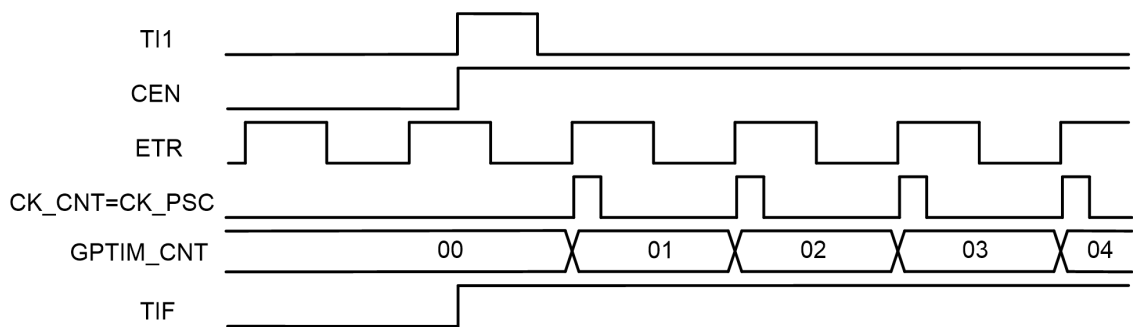 TI1
CEN
ETR
CK_CNT=CK_PSC
GPTIM_CNT 00 01 02 03 04
TIF